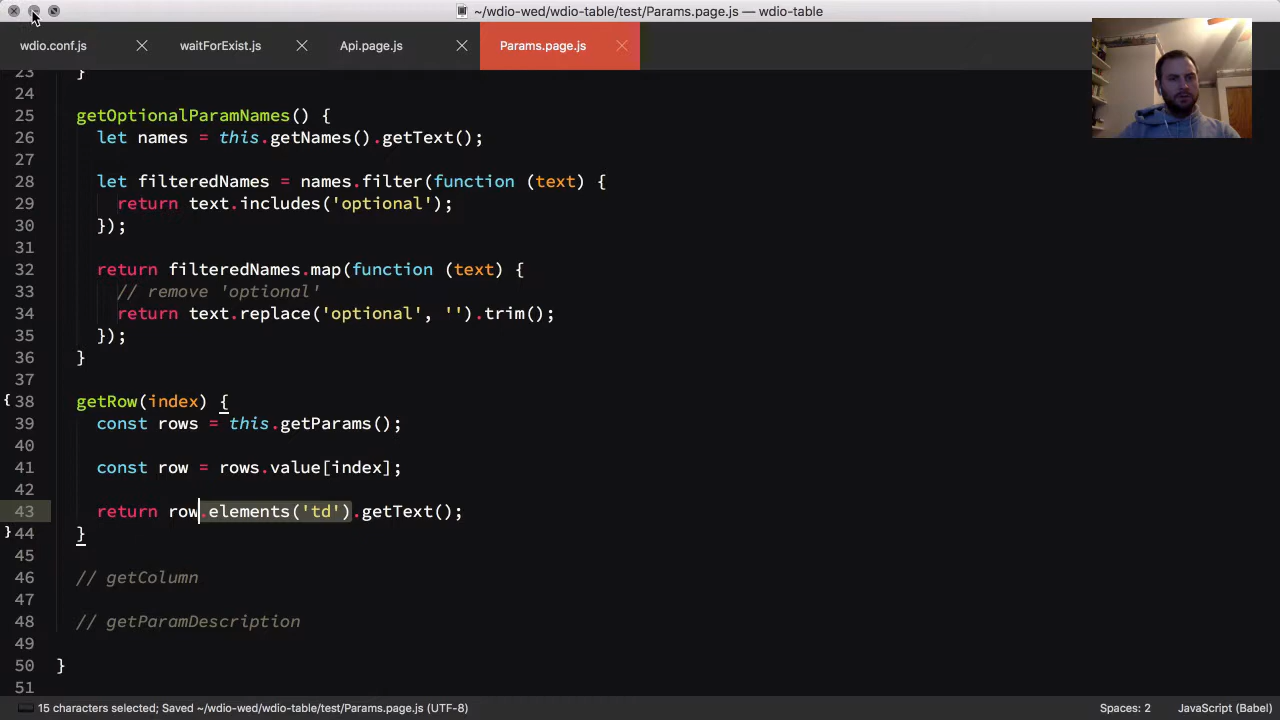 ~/wdio-wed/wdio-table/test/Params.page.js — wdio-table
wdio.conf.js
waitForExist.js
Api.page.js
Params.page.js
23 }
24
25 getOptionalParamNames() {
26 let names = this.getNames().getText();
27
28 let filteredNames = names.filter(function (text) {
29 return text.includes('optional');
30 });
31
32 return filteredNames.map(function (text) {
33 // remove 'optional'
34 return text.replace('optional', '').trim();
35 });
36 }
37
{ 38 getRow(index) {
39 const rows = this.getParams();
40
41 const row = rows.value[index];
42
43 return row.elements('td').getText();
} 44 }
45
46 // getColumn
47
48 // getParamDescription
49
50 }
51
15 characters selected; Saved ~/wdio-wed/wdio-table/test/Params.page.js (UTF-8)
Spaces: 2
JavaScript (Babel)